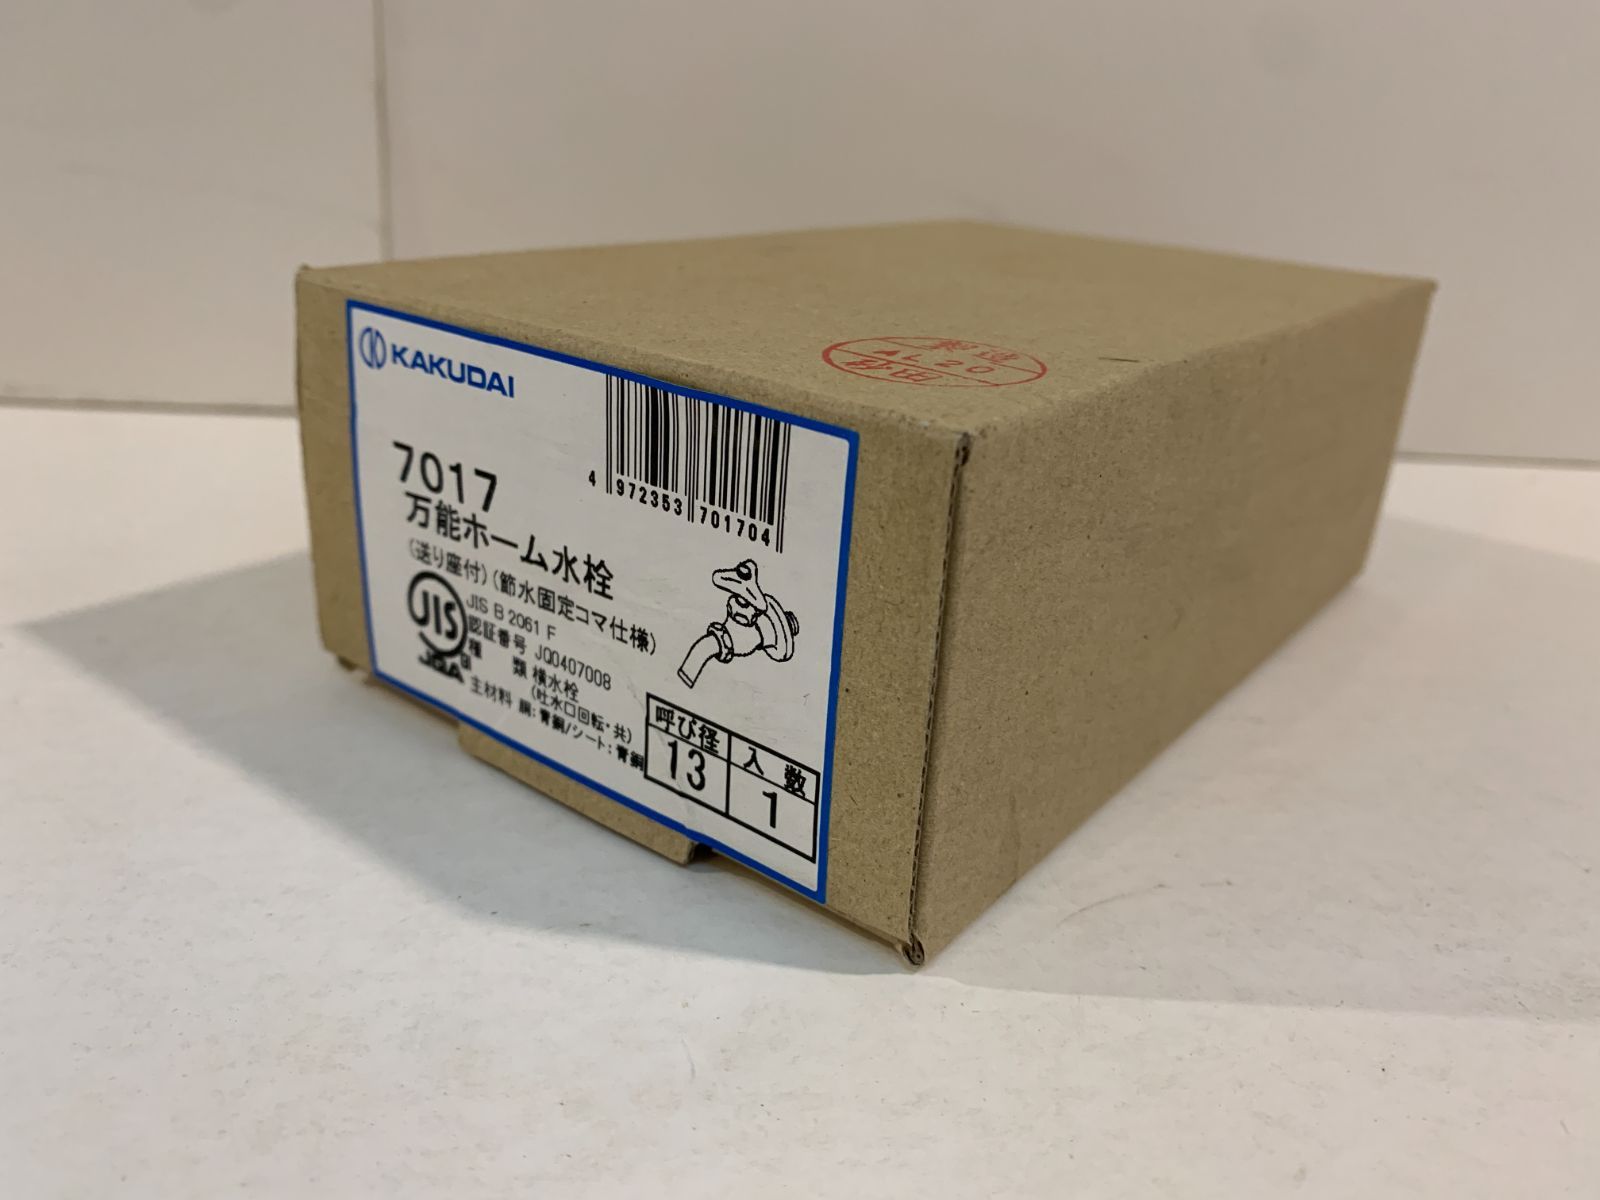 KAKUDAI
4 972353 701704
7017
万能ホーム水栓
(送り座付)(節水固定コマ仕様)
JIS
JIS B 2061 F
認証番号 JQ0407008
種 類 横水栓
(吐水口回転・共)
主材料 胴:青銅/シート:青銅
呼び径 入 数
13 1